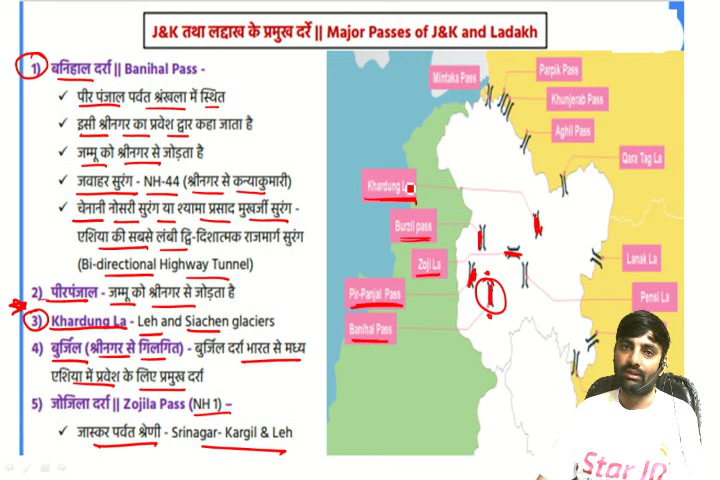 J&K तथा लद्दाख के प्रमुख दर्रे || Major Passes of J&K and Ladakh
1) बनिहाल दर्रा || Banihal Pass -
✓ पीर पंजाल पर्वत श्रंखला में स्थित
✓ इसी श्रीनगर का प्रवेश द्वार कहा जाता है
✓ जम्मू को श्रीनगर से जोड़ता है
✓ जवाहर सुरंग - NH-44 (श्रीनगर से कन्याकुमारी)
✓ चेनानी नोसरी सुरंग या श्यामा प्रसाद मुखर्जी सुरंग -
एशिया की सबसे लंबी द्वि-दिशात्मक राजमार्ग सुरंग
(Bi-directional Highway Tunnel)
2) पीरपंजाल - जम्मू को श्रीनगर से जोड़ता है
3) Khardung La - Leh and Siachen glaciers
4) बुर्जिल (श्रीनगर से गिलगित) - बुर्जिल दर्रा भारत से मध्य
एशिया में प्रवेश के लिए प्रमुख दर्रा
5) जोजिला दर्रा || Zojila Pass (NH 1) –
✓ जास्कर पर्वत श्रेणी - Srinagar- Kargil & Leh
Mintaka Pass
Parpik Pass
Khunjerab Pass
Aghil Pass
Qara Tag La
Khardung L
Burzil pass
Zoji La
Lanak La
Pir-Panjal Pass
Pensi La
Banihal Pass